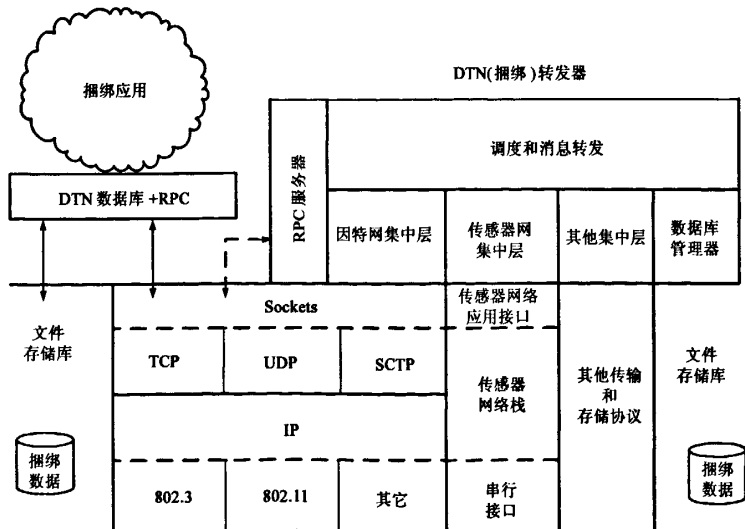 捆绑应用
DTN(捆绑)转发器
DTN 数据库 +RPC
RPC 服务器
调度和消息转发
因特网集中层
传感器网
集中层
其他集中层
数据库
管理器
Sockets
传感器网络
应用接口
文件
存储库
TCP
UDP
SCTP
传感器
网络栈
其他传输
和
存储协议
文件
存储库
IP
捆绑
数据
802.3
802.11
其它
串行
接口
捆绑
数据